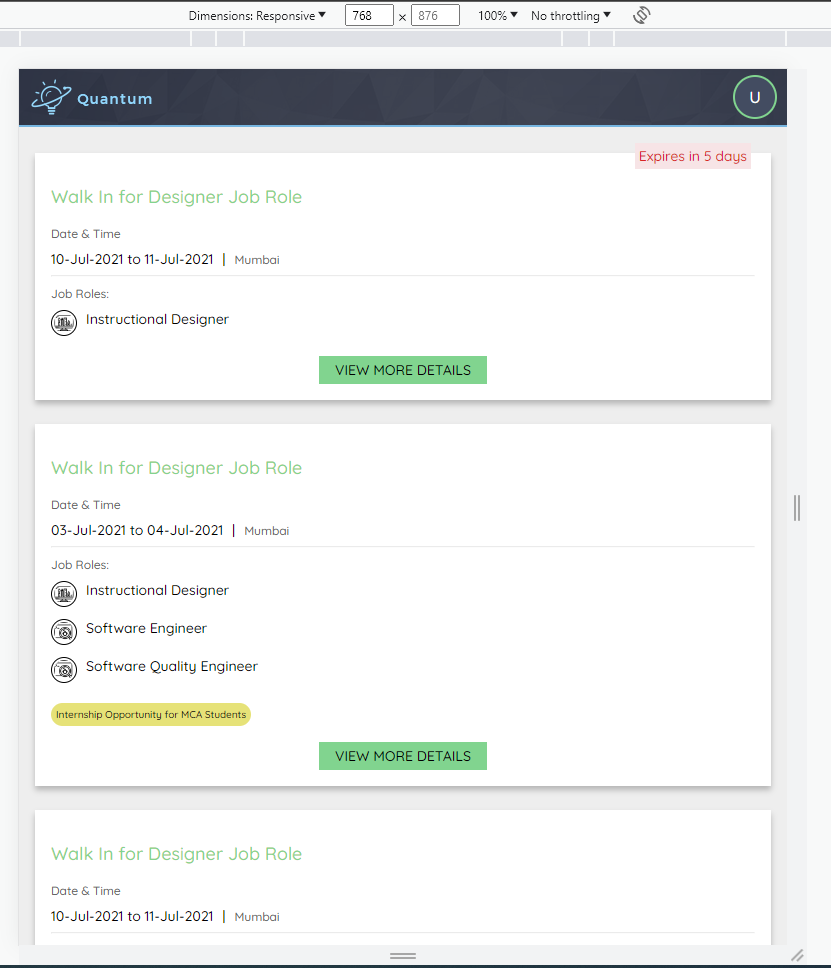 Dimensions: Responsive 768 × 876 100% No throttling
Quantum U
Expires in 5 days
Walk In for Designer Job Role
Date & Time
10-Jul-2021 to 11-Jul-2021 | Mumbai
Job Roles:
Instructional Designer
VIEW MORE DETAILS
Walk In for Designer Job Role
Date & Time
03-Jul-2021 to 04-Jul-2021 | Mumbai
Job Roles:
Instructional Designer
Software Engineer
Software Quality Engineer
Internship Opportunity for MCA Students
VIEW MORE DETAILS
Walk In for Designer Job Role
Date & Time
10-Jul-2021 to 11-Jul-2021 | Mumbai